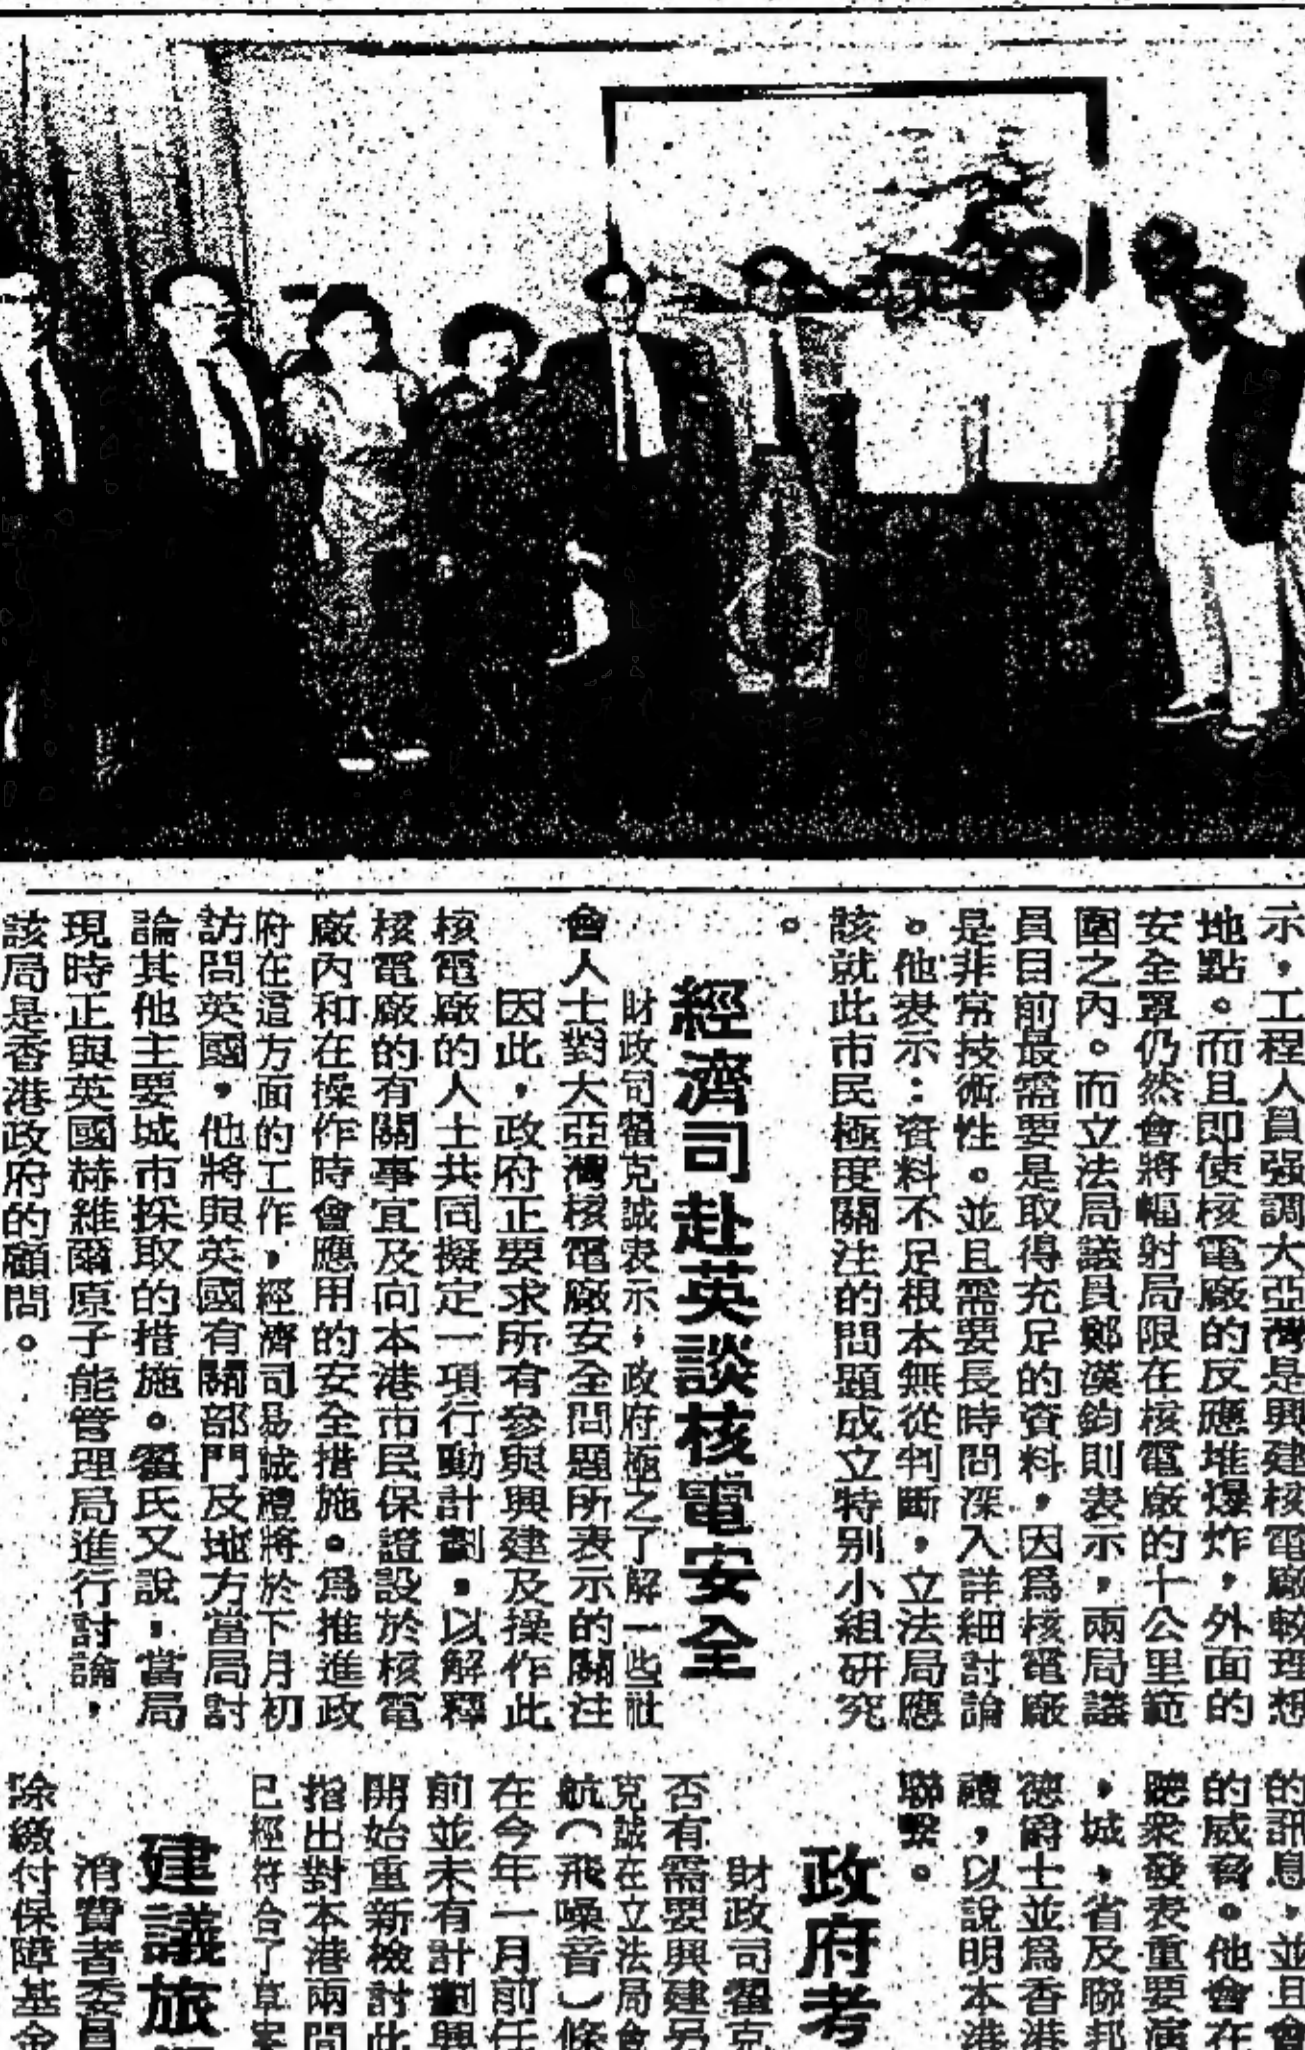 示，工程人員强調大亞灣是興建核電廠較理想
地點。而且即使核電廠的反應堆爆炸，外面的
安全罩仍然會將輻射局限在核電廠的十公里範
圍之內。而立法局議員鄭漢鈞則表示，兩局議
員目前最需要是取得充足的資料，因爲核電廠
是非常技術性。並且需要長時間深入詳細討論
。他表示：資料不足根本無從判斷，立法局應
該就此市民極度關注的問題成立特別小組研究
。
經濟司赴英談核電安全
財政司翟克誠表示，政府極之了解一些社
會人士對大亞灣核電廠安全問題所表示的關注
因此，政府正要求所有參與興建及操作此
核電廠的人士共同擬定一項行動計劃，以解釋
核電廠的有關事宜及向本港市民保證設於核電
廠內和在操作時會應用的安全措施。爲推進政
府在這方面的工作，經濟司易誠禮將於下月初
訪問英國，他將與英國有關部門及地方當局討
論其他主要城市採取的措施。翟氏又說，當局
現時正與英國赫維爾原子能管理局進行討論，
該局是香港政府的顧問。
的訊息，並且會
的威脅。他會在
聽衆發表重要演
，城、省及聯邦
德爵士並爲香港
禮，以說明本港
聯繫。
政府考
財政司翟克
否有需要興建另
克誠在立法局會
航（飛噪音）條
在今年一月前任
前並未有計劃興
開始重新檢討此
指出對本港兩間
已經符合了草案
建議旅
消費者委員
除繳付保障基金